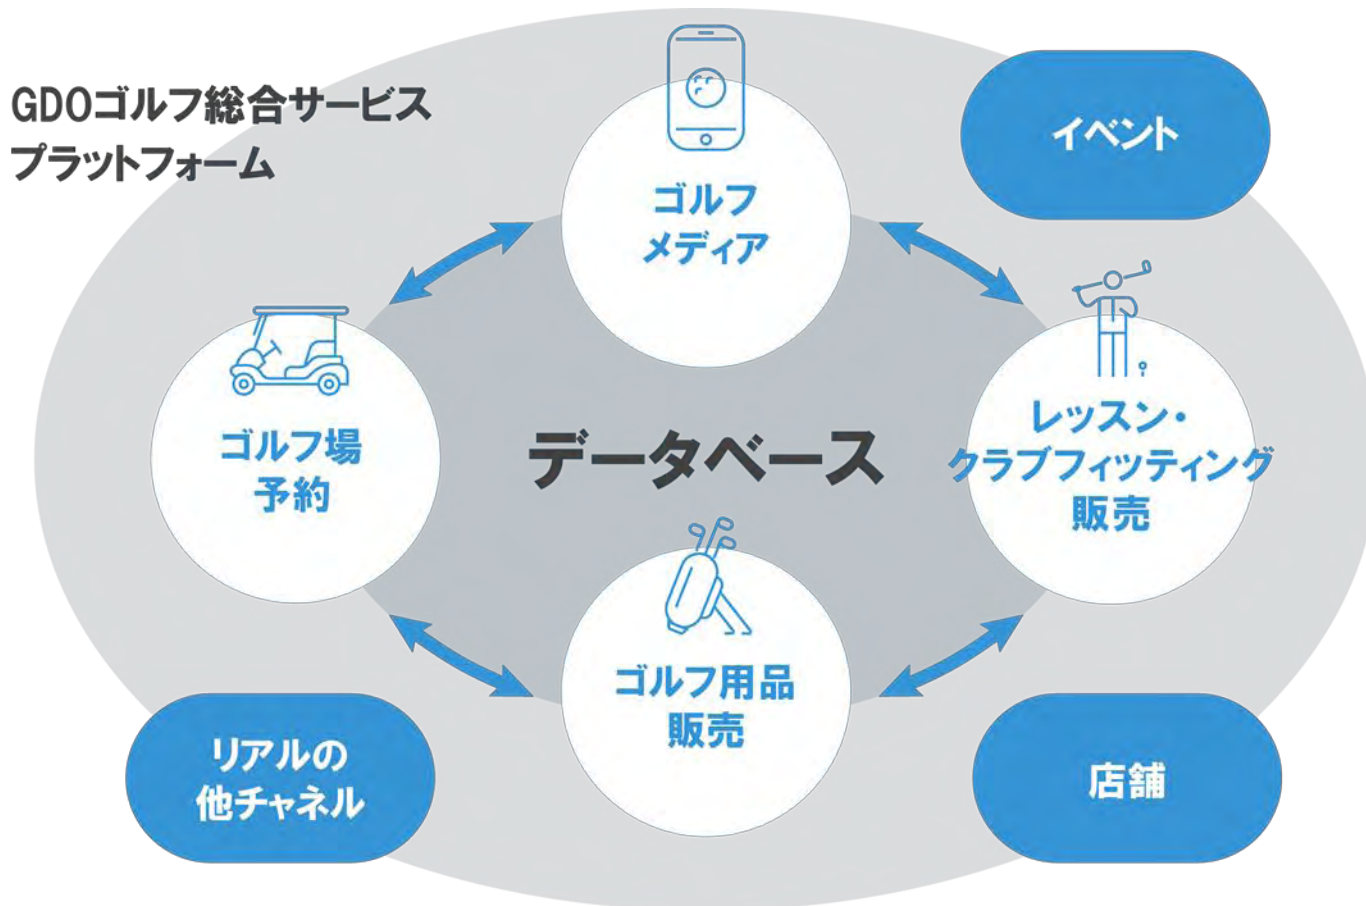 GDOゴルフ総合サービス
プラットフォーム
イベント
ゴルフ
メディア
ゴルフ場
予約
データベース
レッスン・
クラブフィッティング
販売
ゴルフ用品
販売
リアルの
他チャネル
店舗